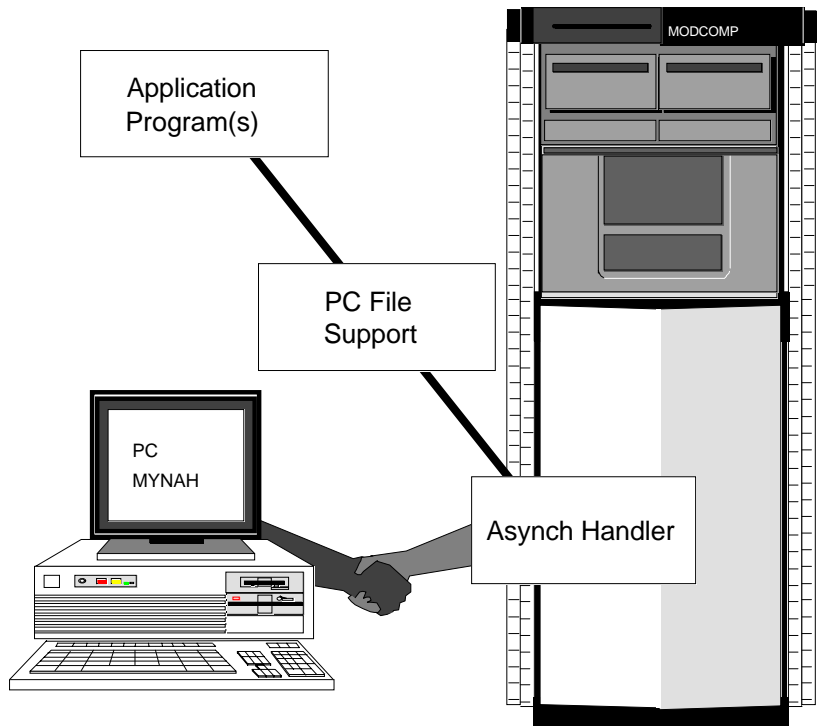 MODCOMP
Application
Program(s)
PC File
Support
PC
MYNAH
Asynch Handler